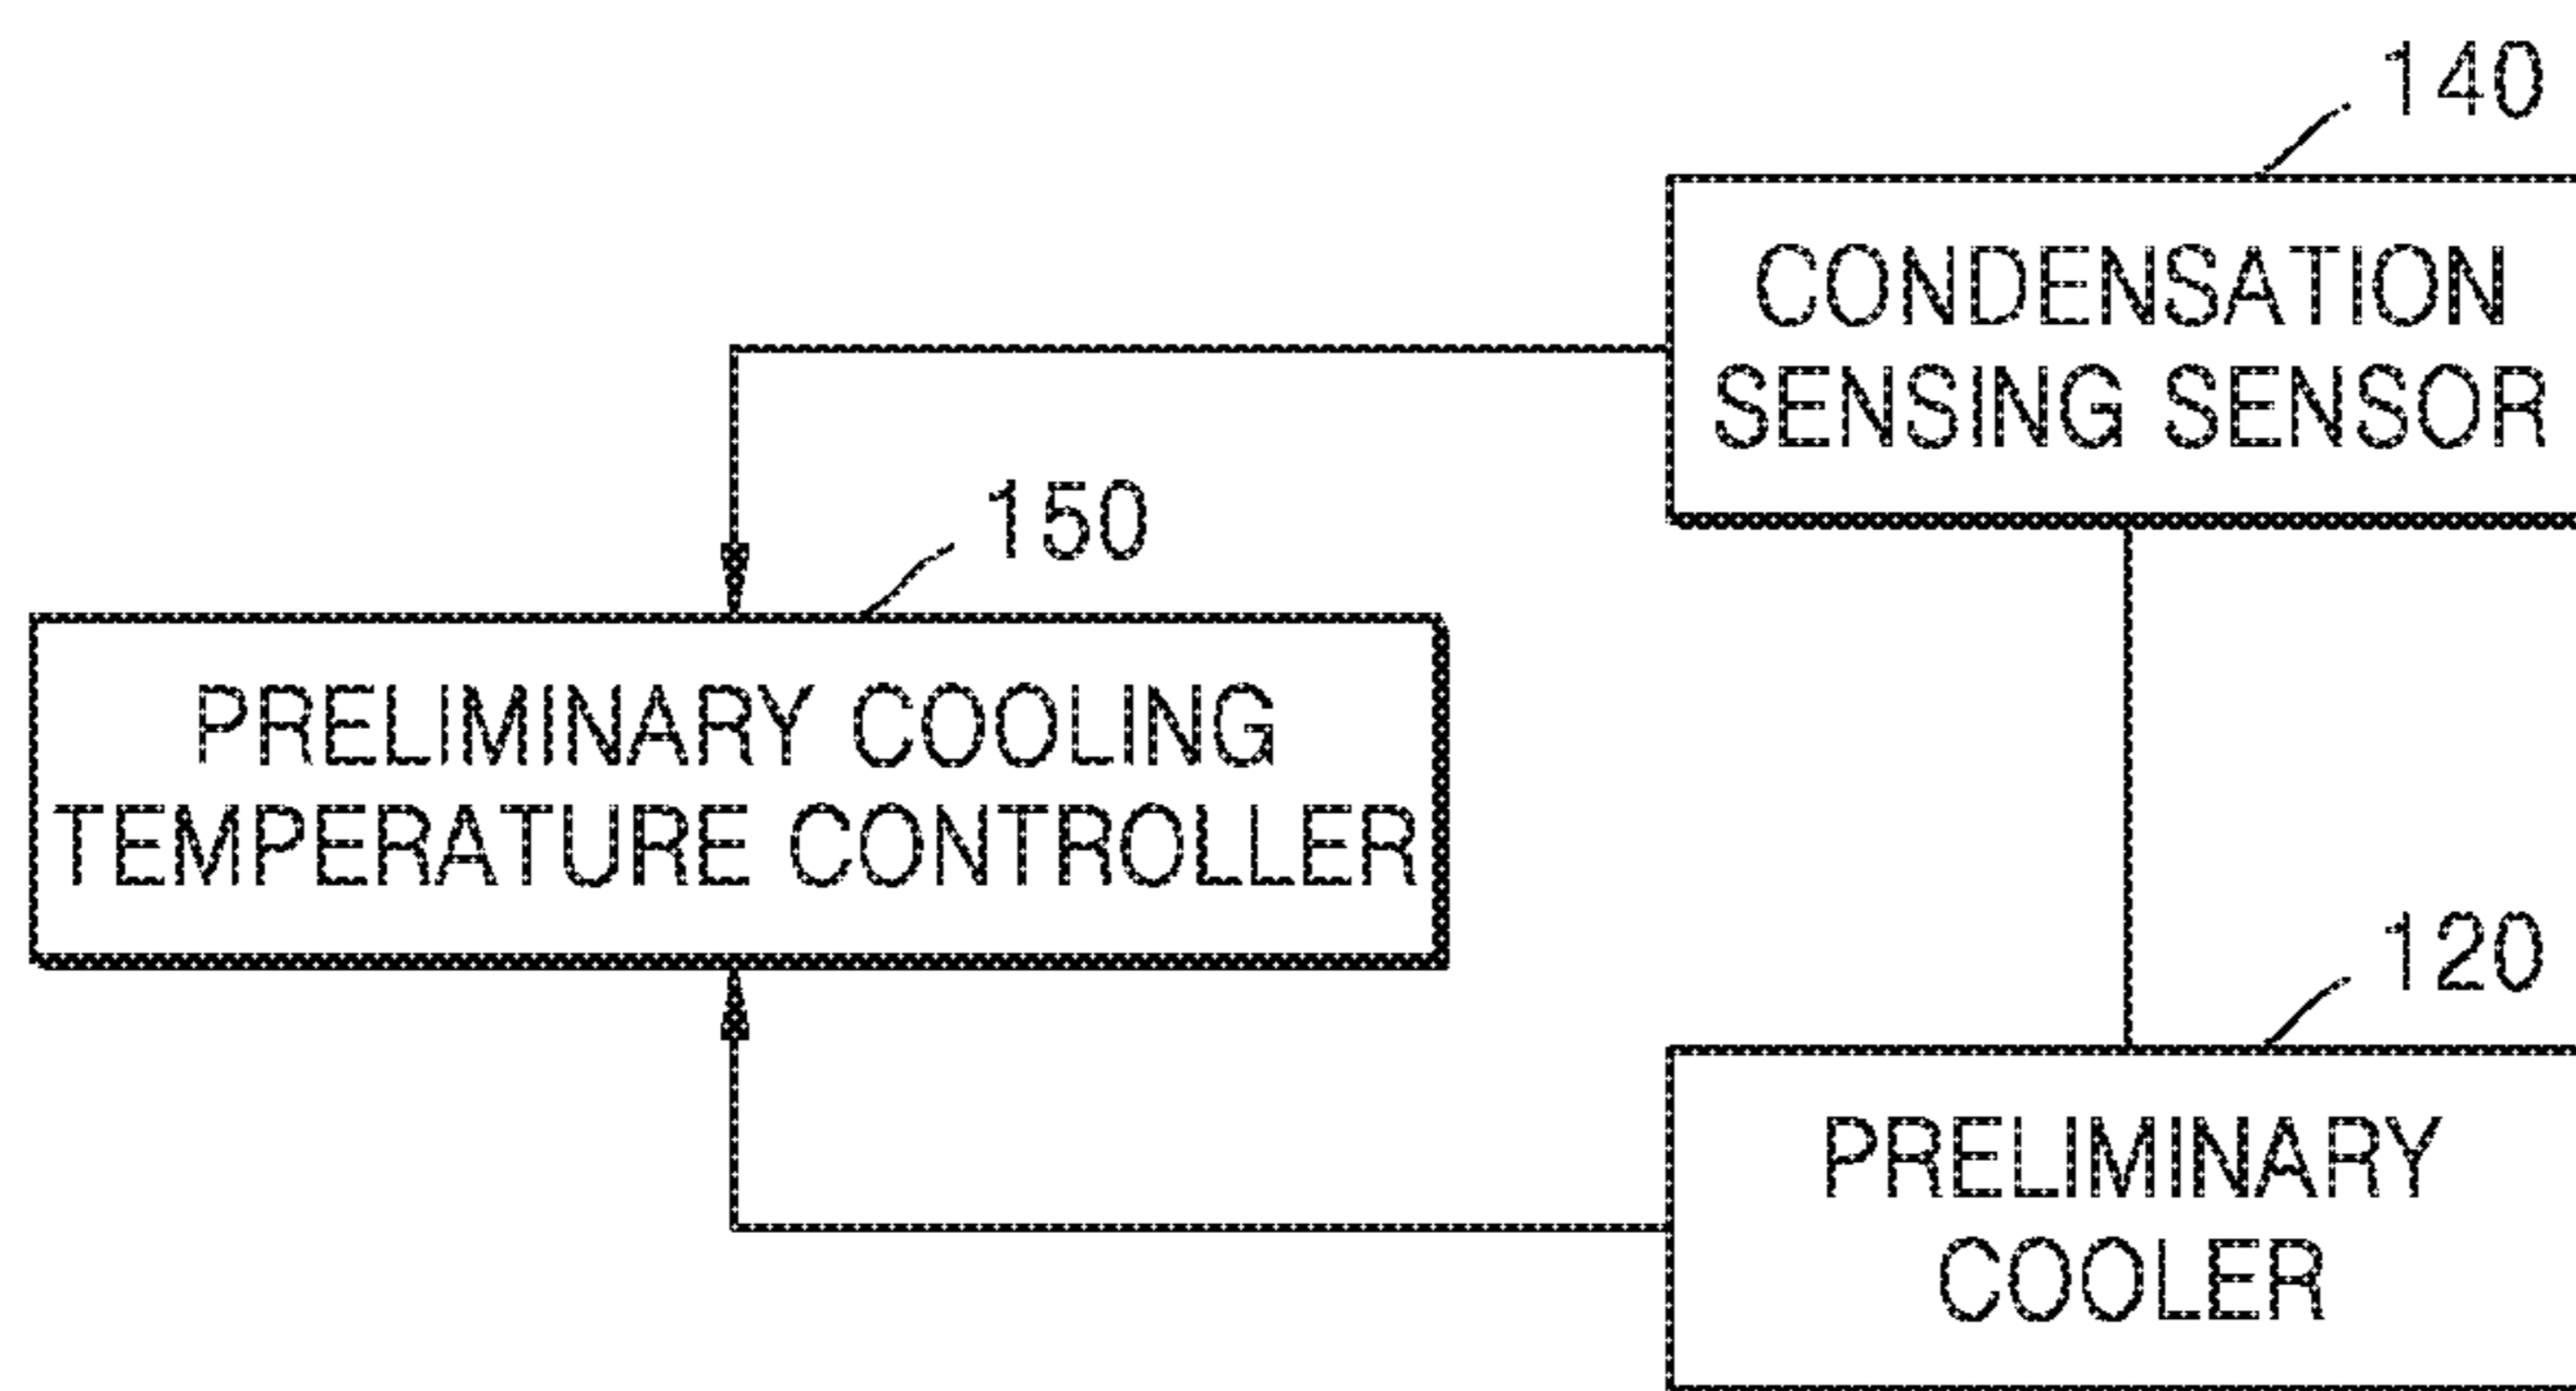 140
CONDENSATION
SENSING SENSOR
150
PRELIMINARY COOLING
TEMPERATURE CONTROLLER
120
PRELIMINARY
COOLER